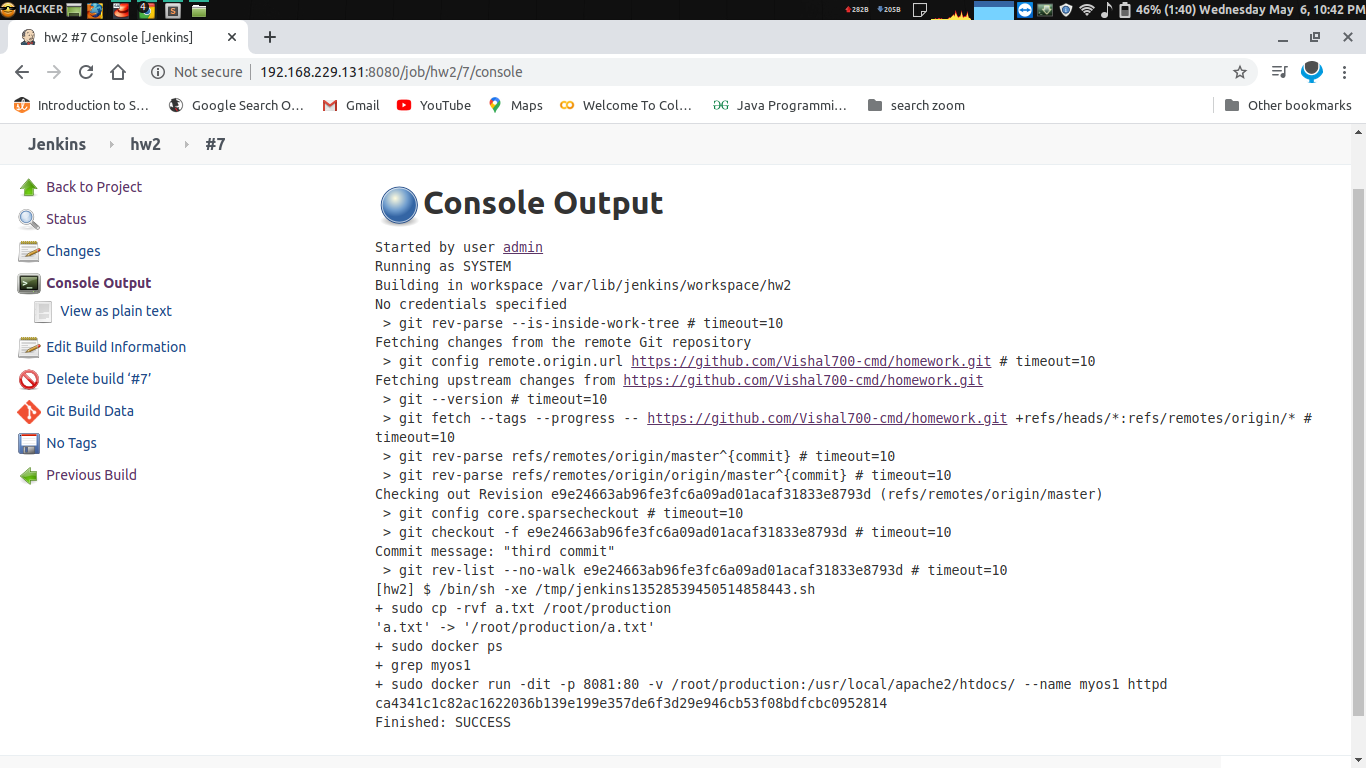 HACKER
4
282B
205B
46% (1:40) Wednesday May 6, 10:42 PM
hw2 #7 Console [Jenkins]
Not secure
192.168.229.131:8080/job/hw2/7/console
Introduction to S...
Google Search O...
Gmail
YouTube
Maps
Welcome To Col...
Java Programmi...
search zoom
Other bookmarks
Jenkins
hw2
#7
Back to Project
Status
Changes
Console Output
View as plain text
Edit Build Information
Delete build ‘#7’
Git Build Data
No Tags
Previous Build
Console Output
Started by user admin
Running as SYSTEM
Building in workspace /var/lib/jenkins/workspace/hw2
No credentials specified
> git rev-parse --is-inside-work-tree # timeout=10
Fetching changes from the remote Git repository
> git config remote.origin.url https://github.com/Vishal700-cmd/homework.git # timeout=10
Fetching upstream changes from https://github.com/Vishal700-cmd/homework.git
> git --version # timeout=10
> git fetch --tags --progress -- https://github.com/Vishal700-cmd/homework.git +refs/heads/*:refs/remotes/origin/* #
timeout=10
> git rev-parse refs/remotes/origin/master^{commit} # timeout=10
> git rev-parse refs/remotes/origin/origin/master^{commit} # timeout=10
Checking out Revision e9e24663ab96fe3fc6a09ad01acaf31833e8793d (refs/remotes/origin/master)
> git config core.sparsecheckout # timeout=10
> git checkout -f e9e24663ab96fe3fc6a09ad01acaf31833e8793d # timeout=10
Commit message: "third commit"
> git rev-list --no-walk e9e24663ab96fe3fc6a09ad01acaf31833e8793d # timeout=10
[hw2] $ /bin/sh -xe /tmp/jenkins13528539450514858443.sh
+ sudo cp -rvf a.txt /root/production
'a.txt' -> '/root/production/a.txt'
+ sudo docker ps
+ grep myos1
+ sudo docker run -dit -p 8081:80 -v /root/production:/usr/local/apache2/htdocs/ --name myos1 httpd
ca4341c1c82ac1622036b139e199e357de6f3d29e946cb53f08bdfcbc0952814
Finished: SUCCESS